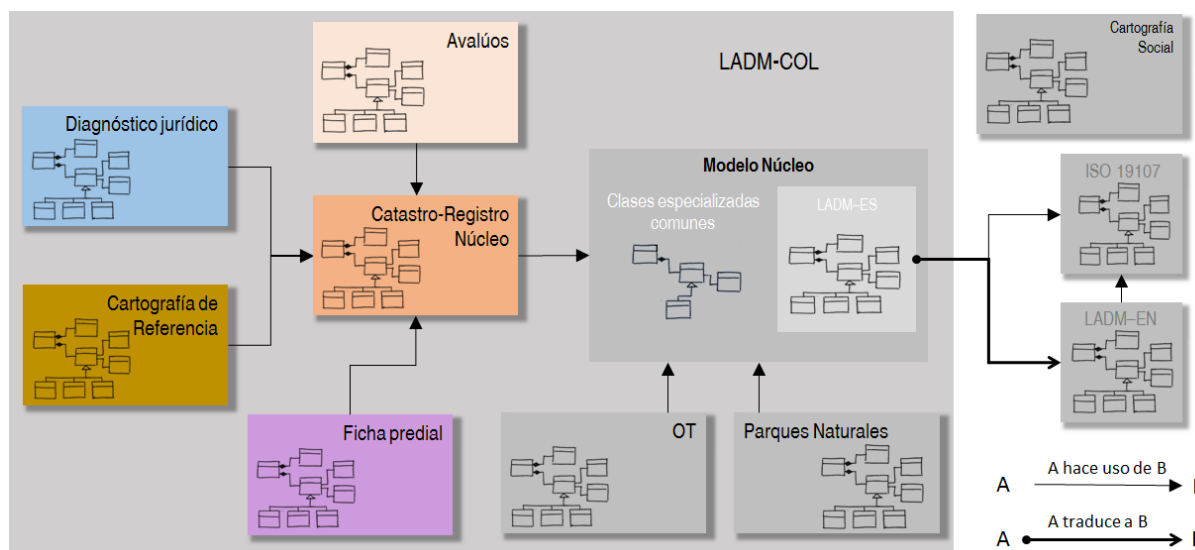 Avalúos
LADM-COL
Cartografía
Social
Diagnóstico jurídico
Modelo Núcleo
ISO 19107
Clases especializadas
comunes
LADM–ES
Catastro-Registro
Núcleo
Cartografía de
Referencia
LADM–EN
Ficha predial
OT
Parques Naturales
A hace uso de B
A
A traduce a B
A